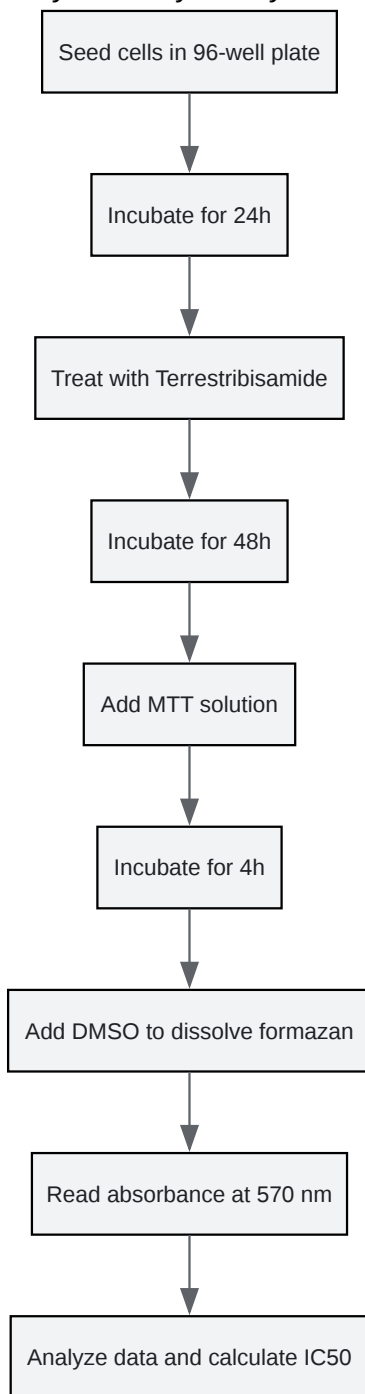 Seed cells in 96-well plate
Incubate for 24h
Treat with Terrestribisamide
Incubate for 48h
Add MTT solution
Incubate for 4h
Add DMSO to dissolve formazan
Read absorbance at 570 nm
Analyze data and calculate IC50